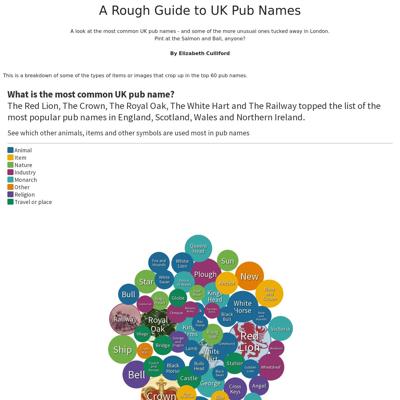 A Rough Guide to UK Pub Names
A look at the most common UK pub names - and some of the more unusual ones tucked away in London.
Pint at the Salmon and Ball, anyone?
By Elizabeth Culliford
This is a breakdown of some of the types of items or images that crop up in the top 60 pub names.
What is the most common UK pub name?
The Red Lion, The Crown, The Royal Oak, The White Hart and The Railway topped the list of the
most popular pub names in England, Scotland, Wales and Northern Ireland.
See which other animals, items and other symbols are used most in pub names
Animal
Item
Nature
Industry
Monarch
Other
Religion
Travel or place
Queens
Head
Fox and
Hounds
White
Lion
Sun
Plough
New
Star
White
Swan
Bull
Globe
Kings
Head
Rose
and
Crown
White
Horse
Railway
Royal
Oak
Black
Bull
Victoria
Red
Lion
Ship
Bridge
Lamb
White
Hart
Station
Wheatsheaf
Bell
Black
Horse
Bulls
Head
Castle
George
Cross
Keys
Angel
Crown